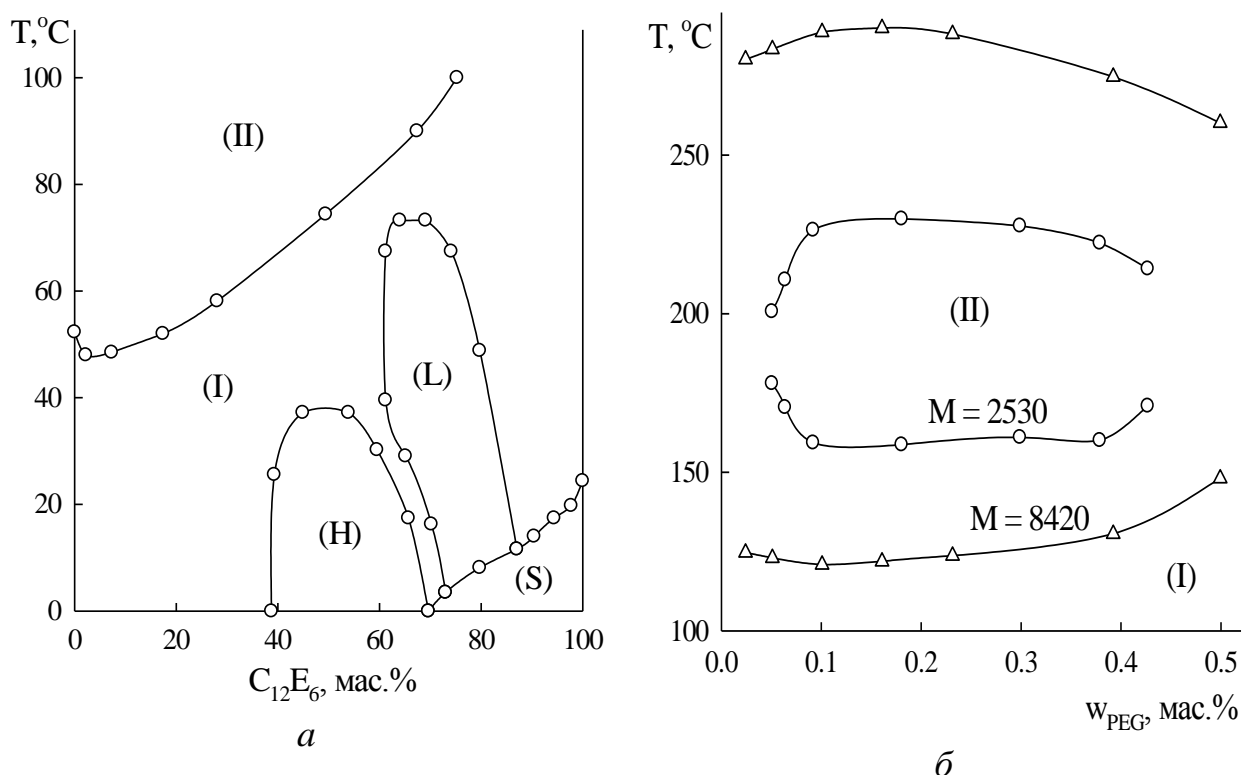 T, °C
100
80
60
40
20
0
(II)
(I)
(L)
(H)
(S)
0 20 40 60 80 100
C₁₂E₆, мас.%
а
T, °C
250
200
150
100
(II)
M = 2530
M = 8420
(I)
0.0 0.1 0.2 0.3 0.4 0.5
w_PEG, мас.%
б